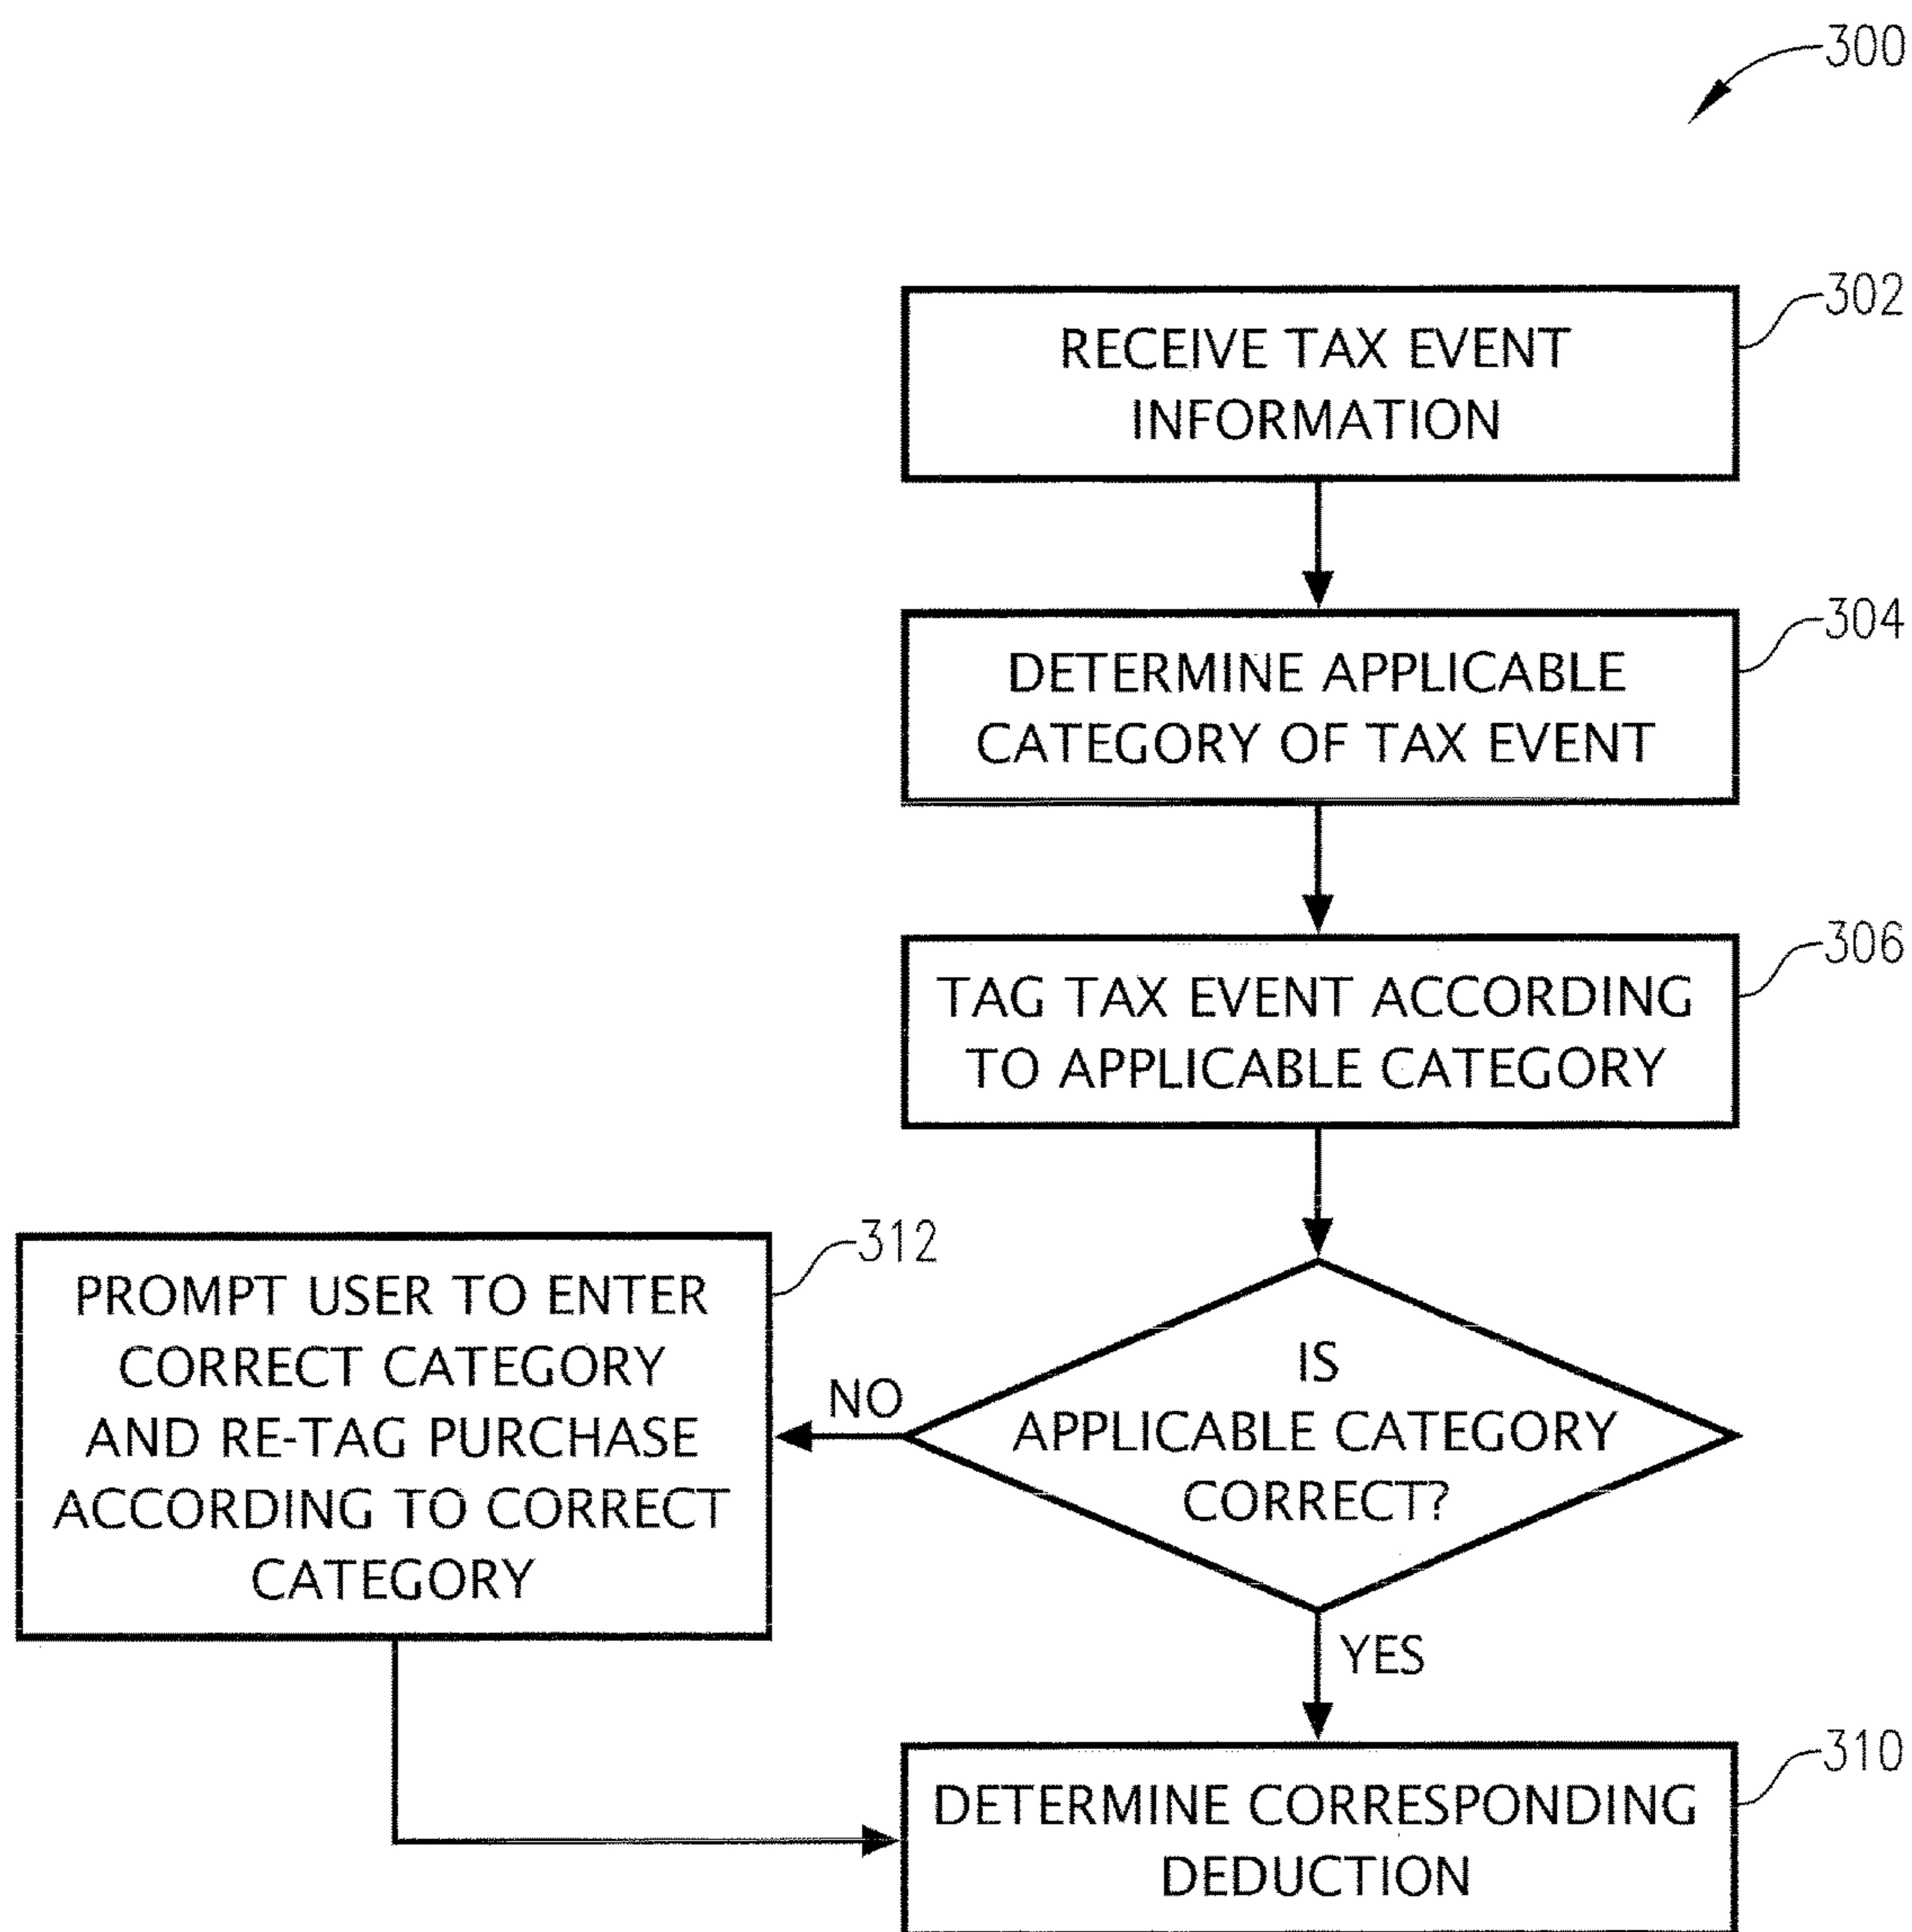 300
302
RECEIVE TAX EVENT
INFORMATION
304
DETERMINE APPLICABLE
CATEGORY OF TAX EVENT
306
TAG TAX EVENT ACCORDING
TO APPLICABLE CATEGORY
312
PROMPT USER TO ENTER
CORRECT CATEGORY
AND RE-TAG PURCHASE
ACCORDING TO CORRECT
CATEGORY
NO
IS
APPLICABLE CATEGORY
CORRECT?
YES
310
DETERMINE CORRESPONDING
DEDUCTION